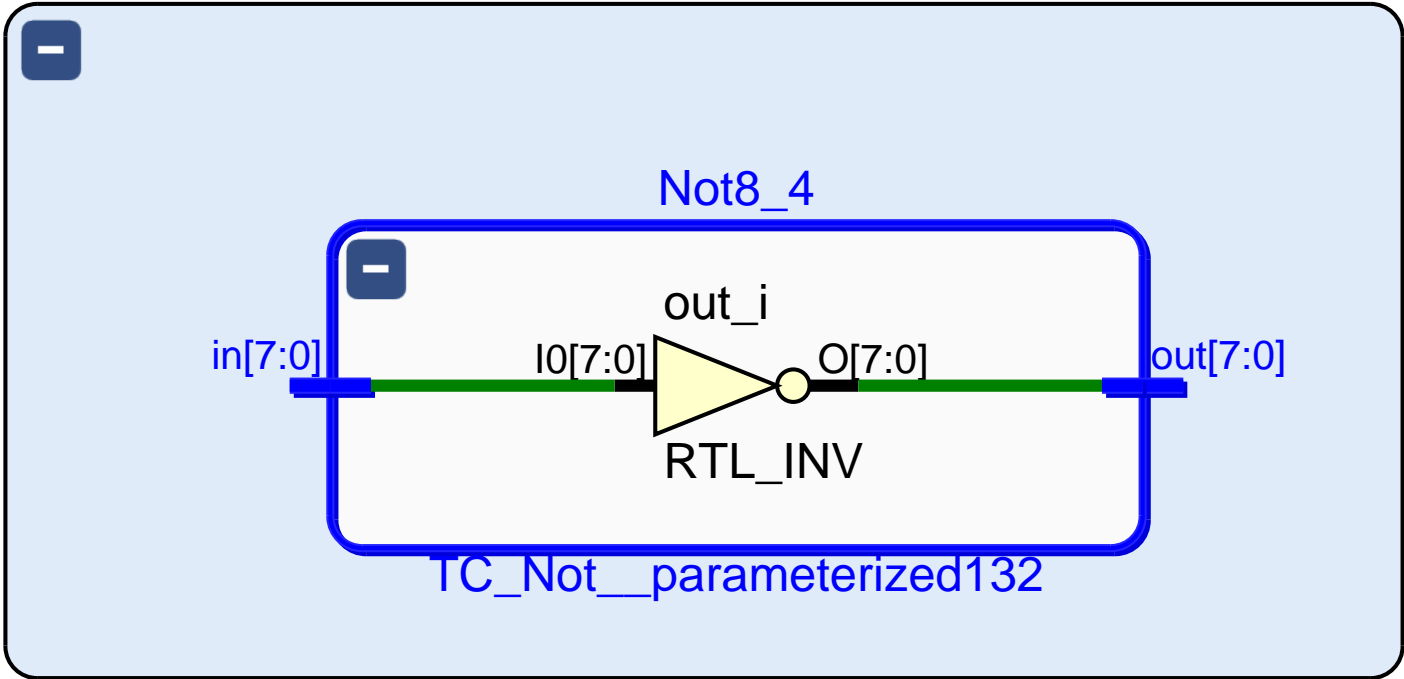 Not8_4
out_i
in[7:0]
I0[7:0]
O[7:0]
out[7:0]
RTL_INV
TC_Not__parameterized132